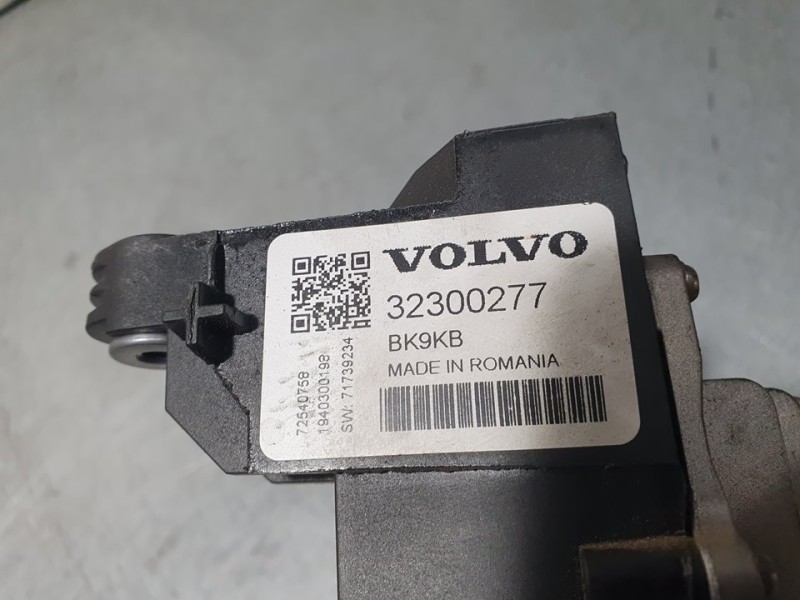 VOLVO
32300277
BK9KB
MADE IN ROMANIA
72540758
1940300198
SW: 71739234